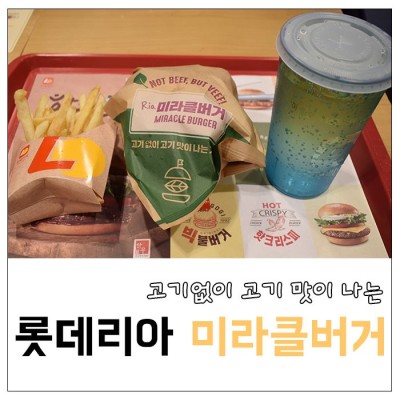 NOT BEEF, BUT VEEF!
Ria 미라클버거
MIRACLE BURGER
고기 없이 고기 맛이 나는
빅불버거
HOT
CRISPY
핫크리스피
고기없이 고기 맛이 나는
롯데리아 미라클버거